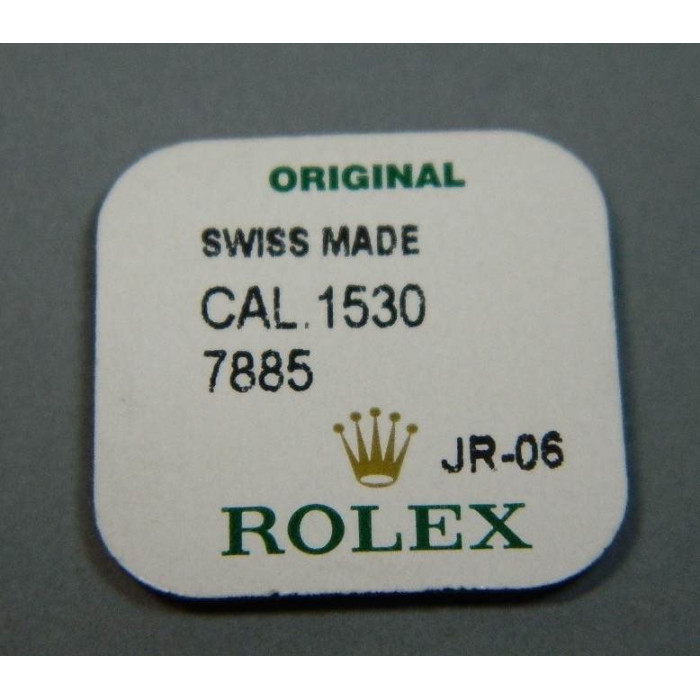 ORIGINAL
SWISS MADE
CAL.1530
7885
JR-06
ROLEX